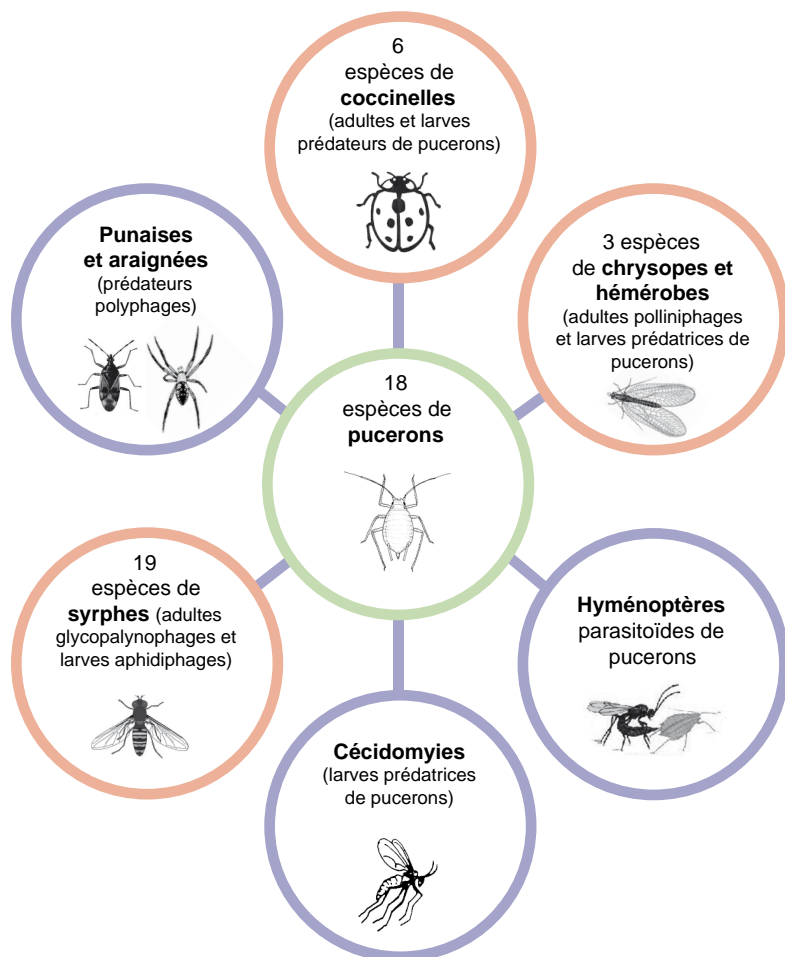 6
espèces de
coccinelles
(adultes et larves
prédateurs de pucerons)
Punaises
et araignées
(prédateurs
polyphages)
3 espèces
de chrysopes et
hémérobes
(adultes polliniphages
et larves prédatrices de
pucerons)
18
espèces de
pucerons
19
espèces de
syrphes (adultes
glycopalynophages et
larves aphidiphages)
Hyménoptères
parasitoïdes de
pucerons
Cécidomyies
(larves prédatrices
de pucerons)